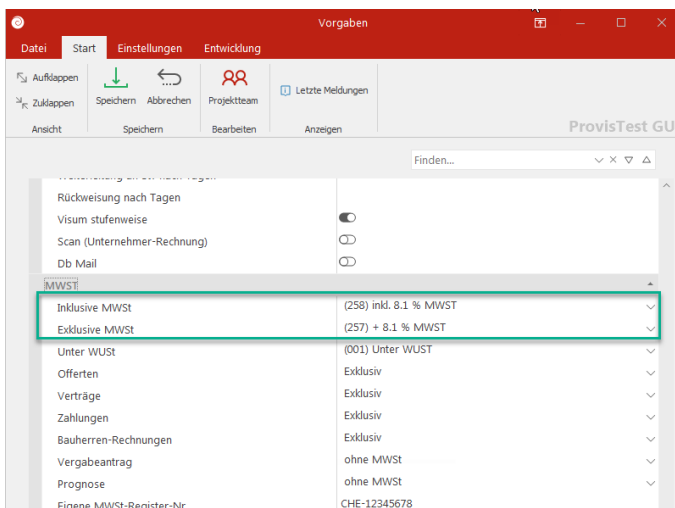 Vorgaben
Datei Start Einstellungen Entwicklung
Aufklappen
Zuklappen
Speichern Abbrechen Projektteam
Letzte Meldungen
Ansicht Speichern Bearbeiten Anzeigen
ProvisTest GU
Finden...
Rückweisung nach Tagen
Visum stufenweise
Scan (Unternehmer-Rechnung)
Db Mail
MWST
Inklusive MWSt (258) inkl. 8.1 % MWST
Exklusive MWSt (257) + 8.1 % MWST
Unter WUSt (001) Unter WUST
Offerten Exklusiv
Verträge Exklusiv
Zahlungen Exklusiv
Bauherren-Rechnungen Exklusiv
Vergabeantrag ohne MWSt
Prognose ohne MWSt
Eigene MWSt-Register-Nr CHE-12345678